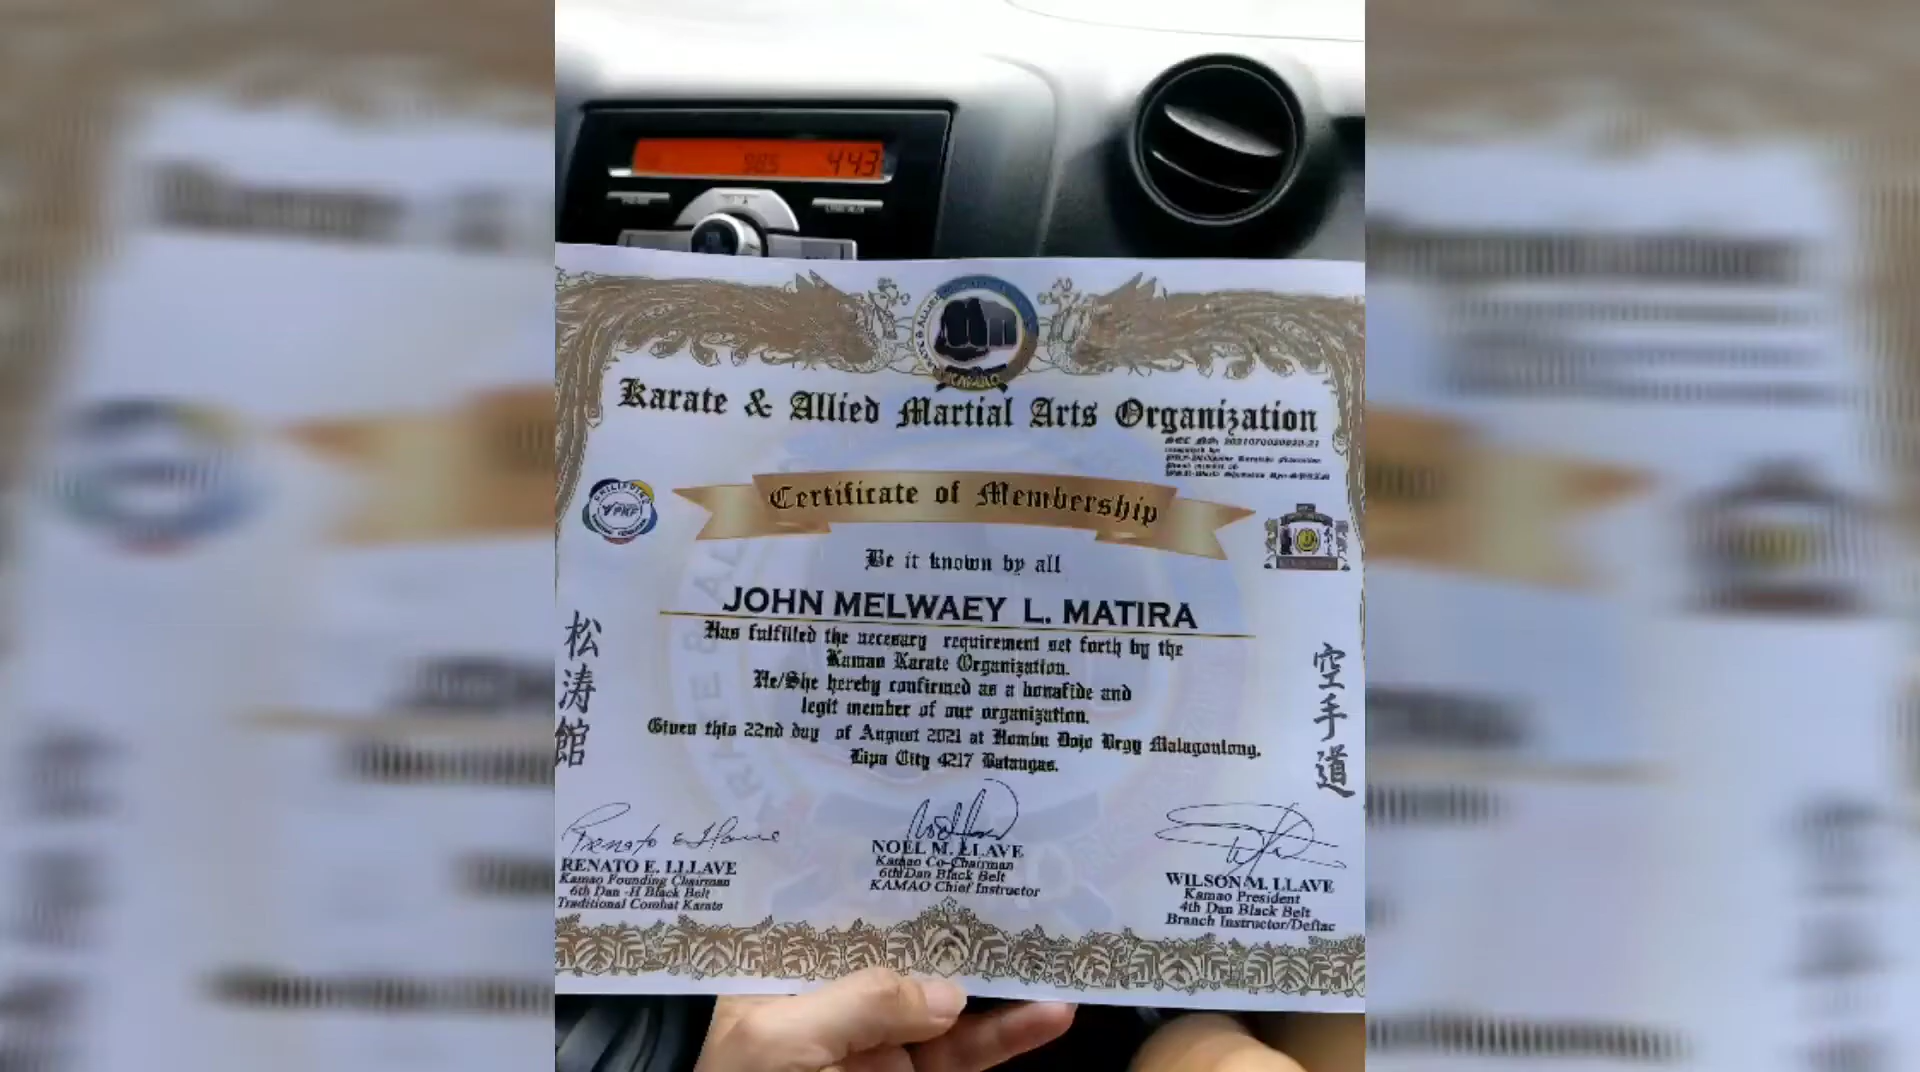 985 443
Karate & Allied Martial Arts Organization
Certificate of Membership
PHILIPPINE
PKF
Be it known by all
JOHN MELWAEY L. MATIRA
Has fulfilled the necesary requirement set forth by the
Kamao Karate Organization.
He/She hereby confirmed as a bonafide and
legit member of our organization.
Given this 22nd day of August 2021 at Hombu Dojo Brgy Malagonlong,
Lipa City 4217 Batangas.
松涛館
空手道
RENATO E. LLLAVE
Kamao Founding Chairman
6th Dan -H Black Belt
Traditional Combat Karate
NOEL M. LLAVE
Kamao Co-Chairman
6th Dan Black Belt
KAMAO Chief Instructor
WILSON M. LLAVE
Kamao President
4th Dan Black Belt
Branch Instructor/Deftac